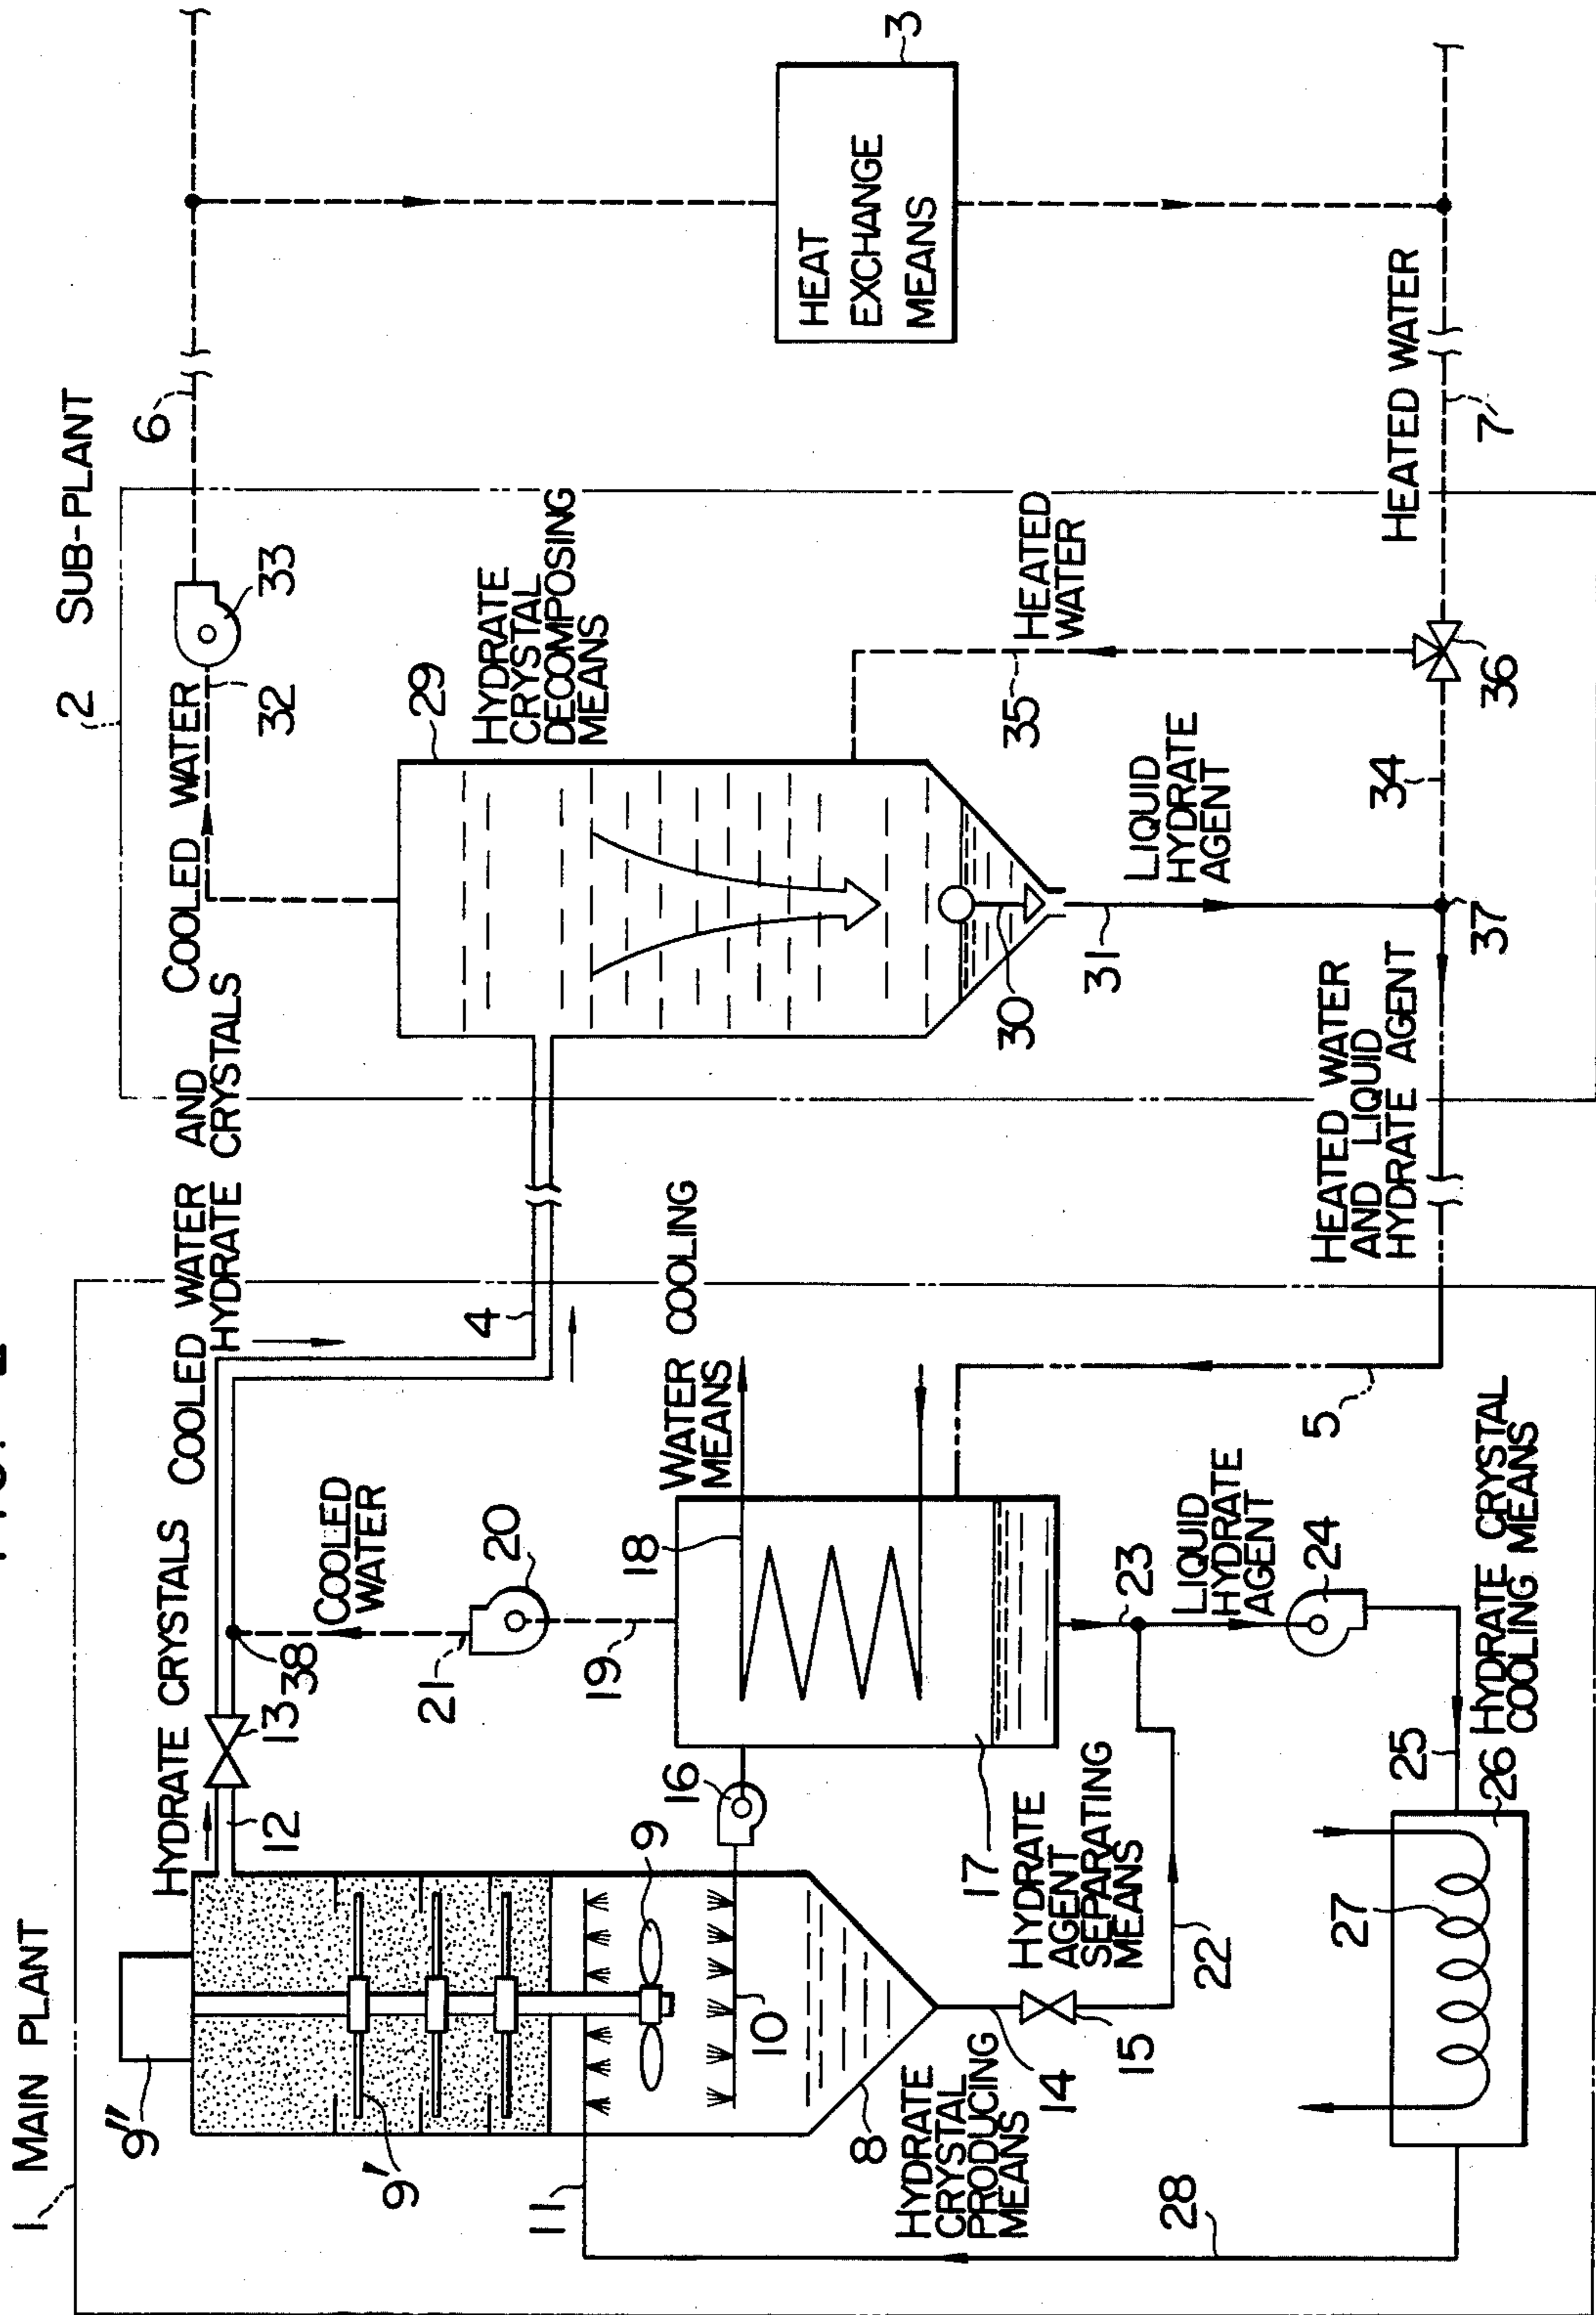 1 MAIN PLANT
9"
HYDRATE CRYSTALS
12
13
38
COOLED WATER AND
HYDRATE CRYSTALS
COOLED WATER
32
33
2 SUB-PLANT
6
9'
11
9
10
16
21
COOLED
WATER
20
19
18
WATER COOLING
MEANS
4
29
HYDRATE
CRYSTAL
DECOMPOSING
MEANS
3
HEAT
EXCHANGE
MEANS
8
HYDRATE
CRYSTAL
PRODUCING
MEANS
14
15
17
HYDRATE
AGENT
SEPARATING
MEANS
22
23
LIQUID
HYDRATE
AGENT
24
30
31
LIQUID
HYDRATE
AGENT
35
HEATED
WATER
28
27
25
26 HYDRATE CRYSTAL
COOLING MEANS
5
HEATED WATER
AND LIQUID
HYDRATE AGENT
37
34
36
HEATED WATER
7